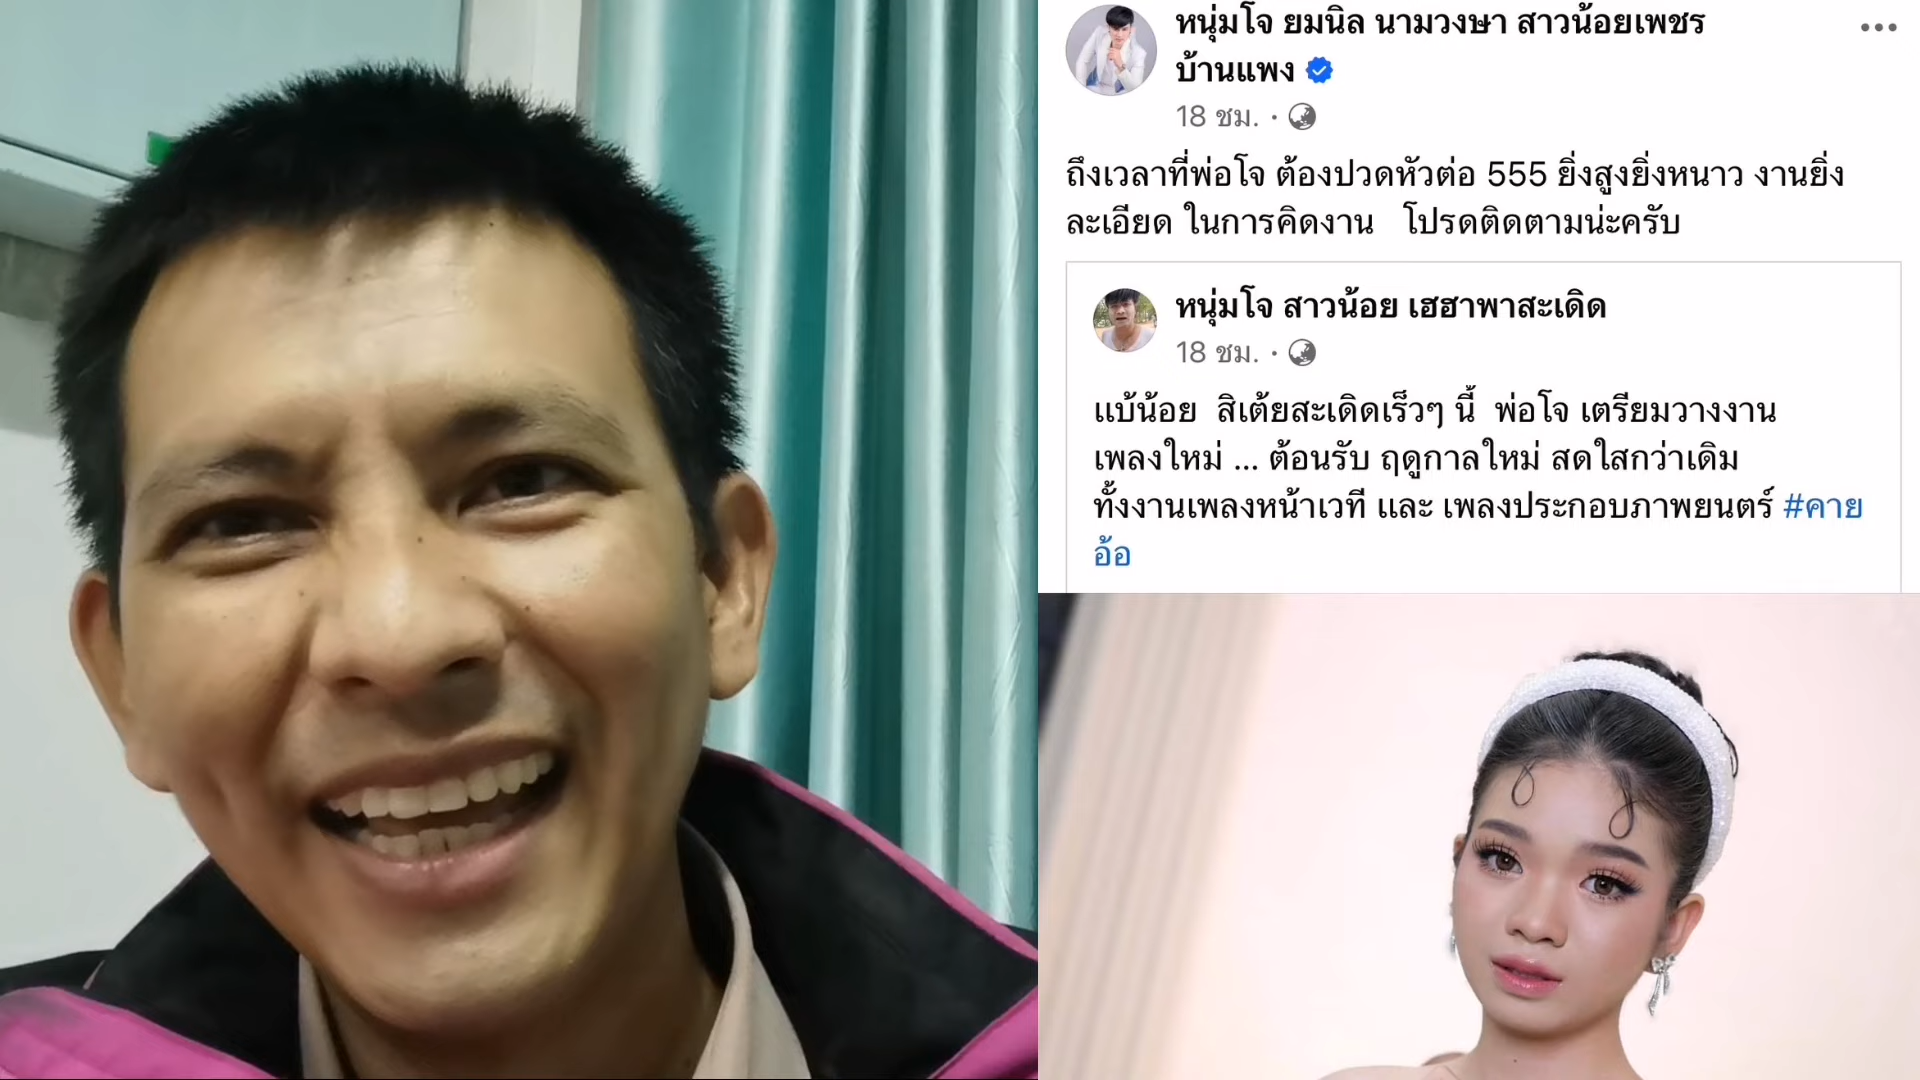 หนุ่มโจ ยมนิล นามวงษา สาวน้อยเพชร
บ้านแพง
18 ชม.
ถึงเวลาที่พ่อโจ ต้องปวดหัวต่อ 555 ยิ่งสูงยิ่งหนาว งานยิ่ง
ละเอียด ในการคิดงาน โปรดติดตามน่ะครับ
หนุ่มโจ สาวน้อย เฮฮาพาสะเดิด
18 ชม.
แบ้น้อย สิเต้ยสะเดิดเร็วๆ นี้ พ่อโจ เตรียมวางงาน
เพลงใหม่ ... ต้อนรับ ฤดูกาลใหม่ สดใสกว่าเดิม
ทั้งงานเพลงหน้าเวที และ เพลงประกอบภาพยนตร์ #คาย
อ้อ